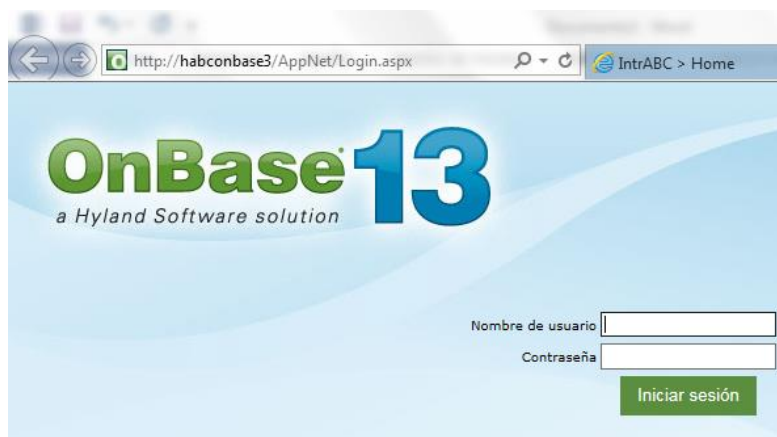 http://habconbase3/AppNet/Login.aspx
IntrABC > Home
OnBase 13
a Hyland Software solution
Nombre de usuario
Contraseña
Iniciar sesión